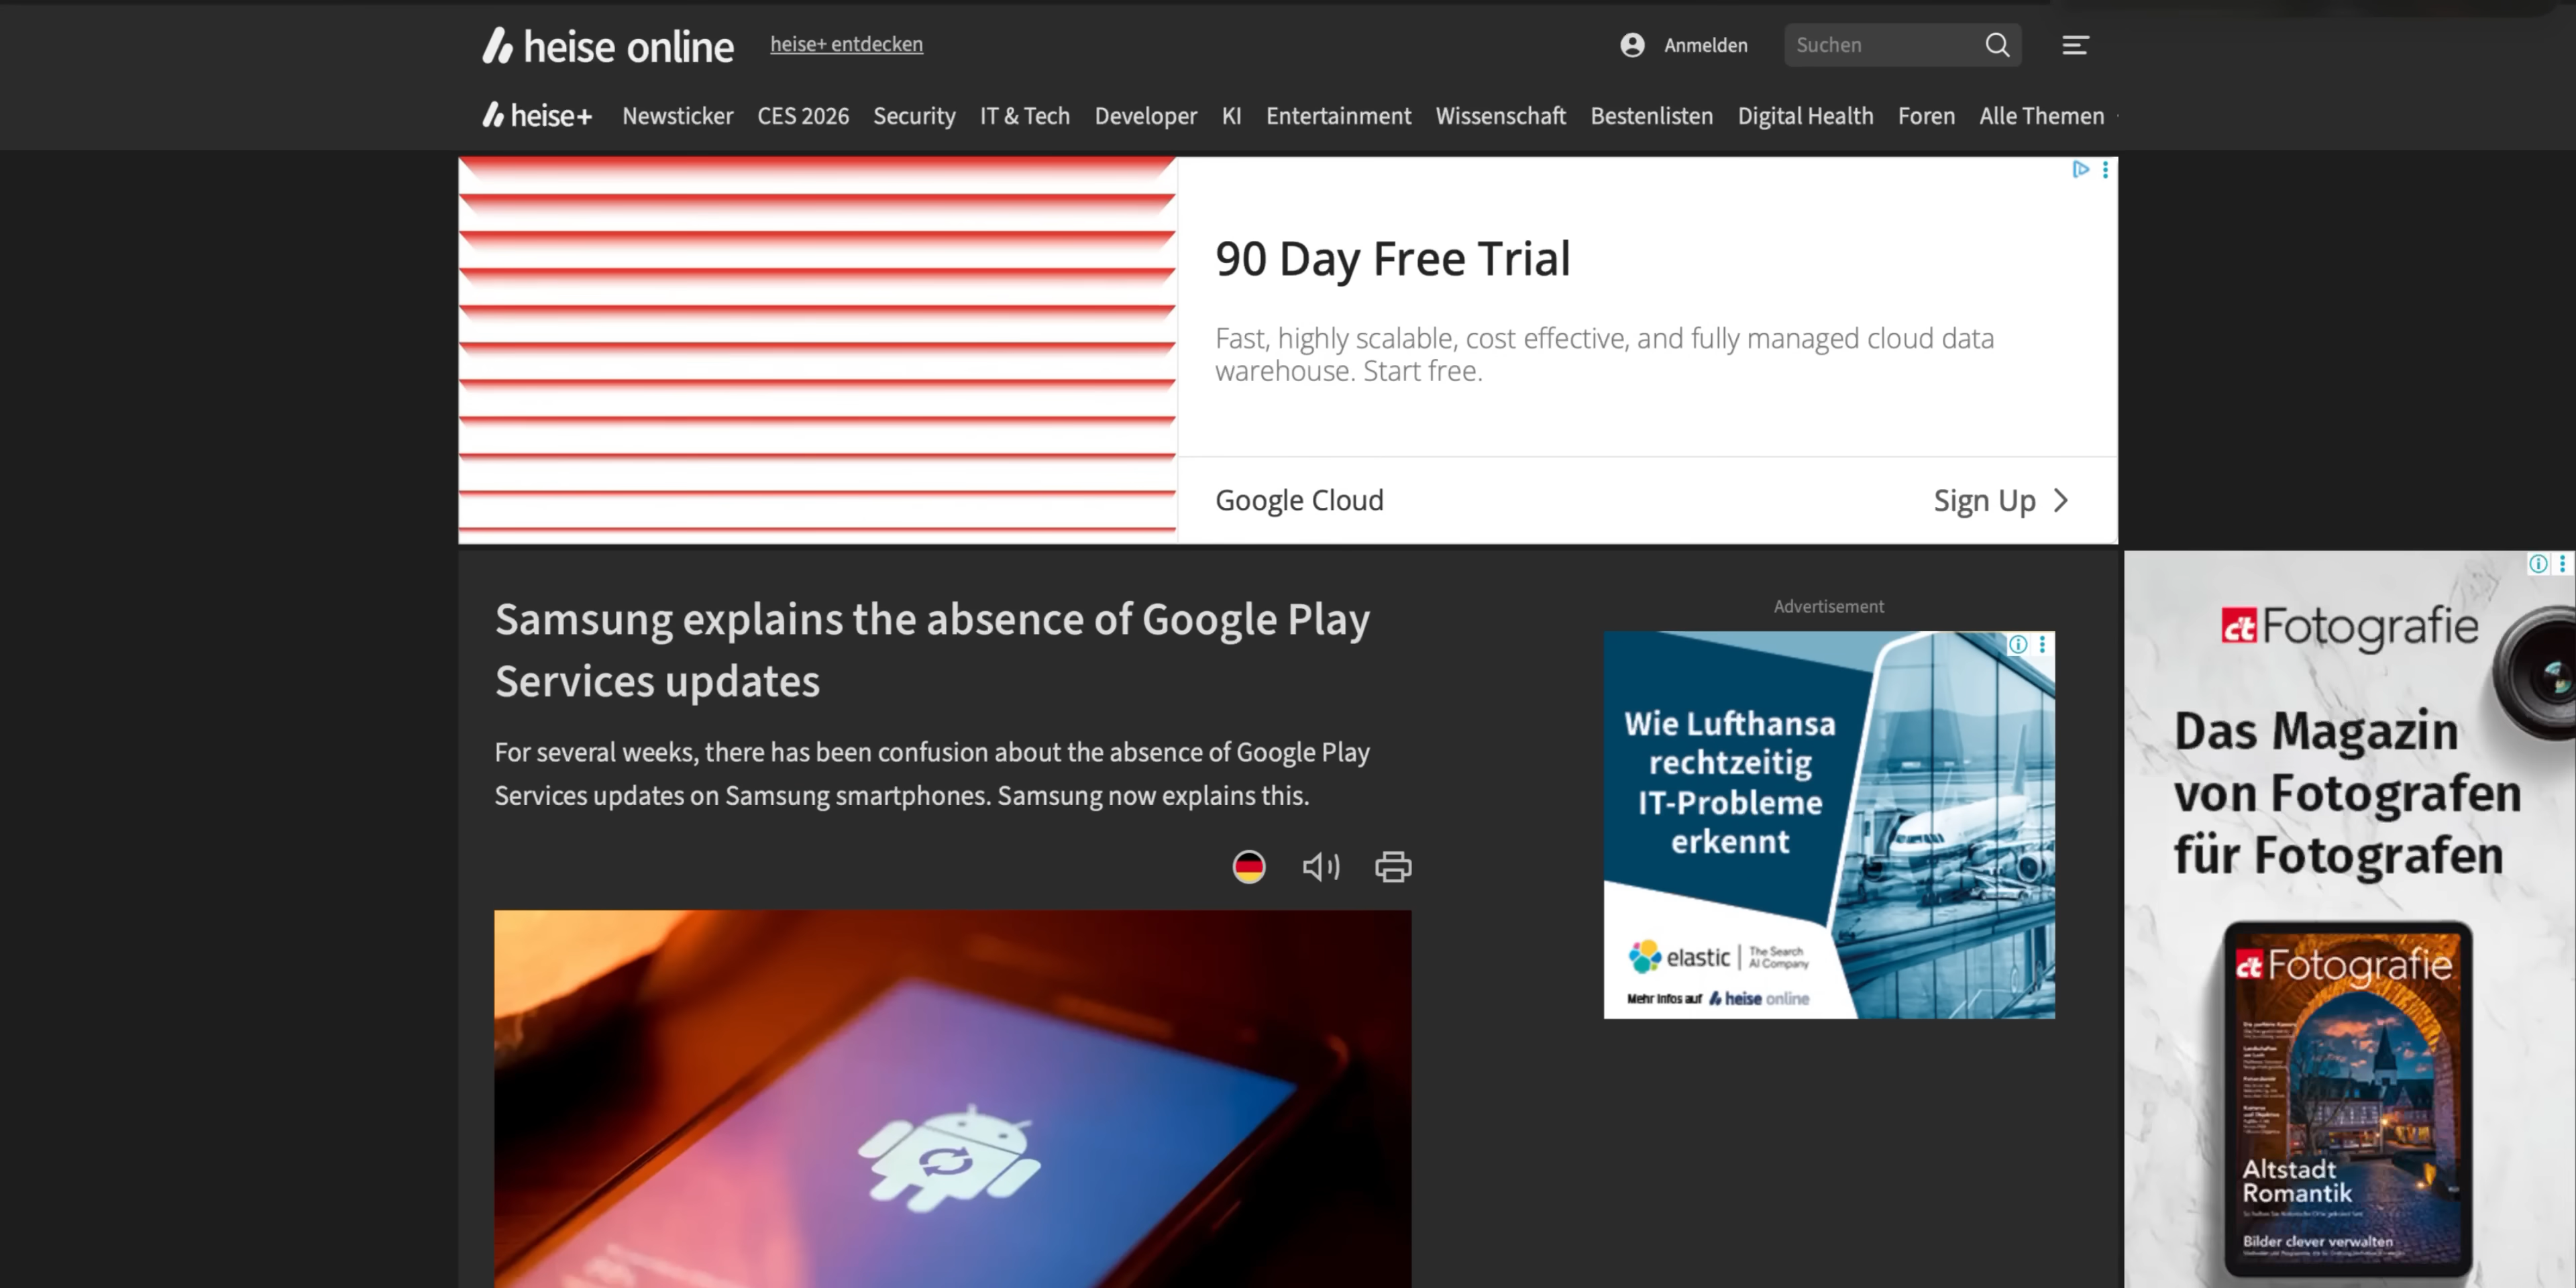 heise online
heise+ entdecken
Anmelden
Suchen
heise+ Newsticker CES 2026 Security IT & Tech Developer KI Entertainment Wissenschaft Bestenlisten Digital Health Foren Alle Themen
90 Day Free Trial
Fast, highly scalable, cost effective, and fully managed cloud data
warehouse. Start free.
Google Cloud
Sign Up
Samsung explains the absence of Google Play
Services updates
For several weeks, there has been confusion about the absence of Google Play
Services updates on Samsung smartphones. Samsung now explains this.
Advertisement
Wie Lufthansa
rechtzeitig
IT-Probleme
erkennt
elastic
The Search
AI Company
Mehr Infos auf heise online
ct Fotografie
Das Magazin
von Fotografen
für Fotografen
ct Fotografie
Altstadt
Romantik
Bilder clever verwalten